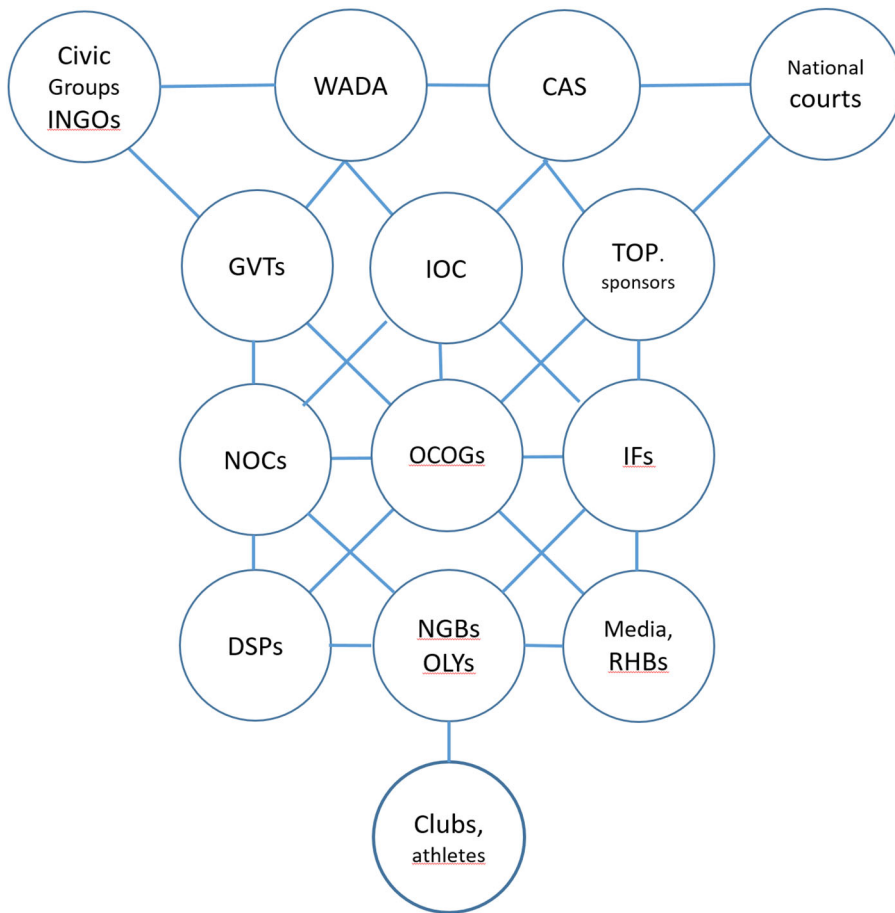 Civic
Groups
INGOs
WADA
CAS
National
courts
GVTs
IOC
TOP.
sponsors
NOCs
OCOGs
IFs
DSPs
NGBs
OLYs
Media,
RHBs
Clubs,
athletes